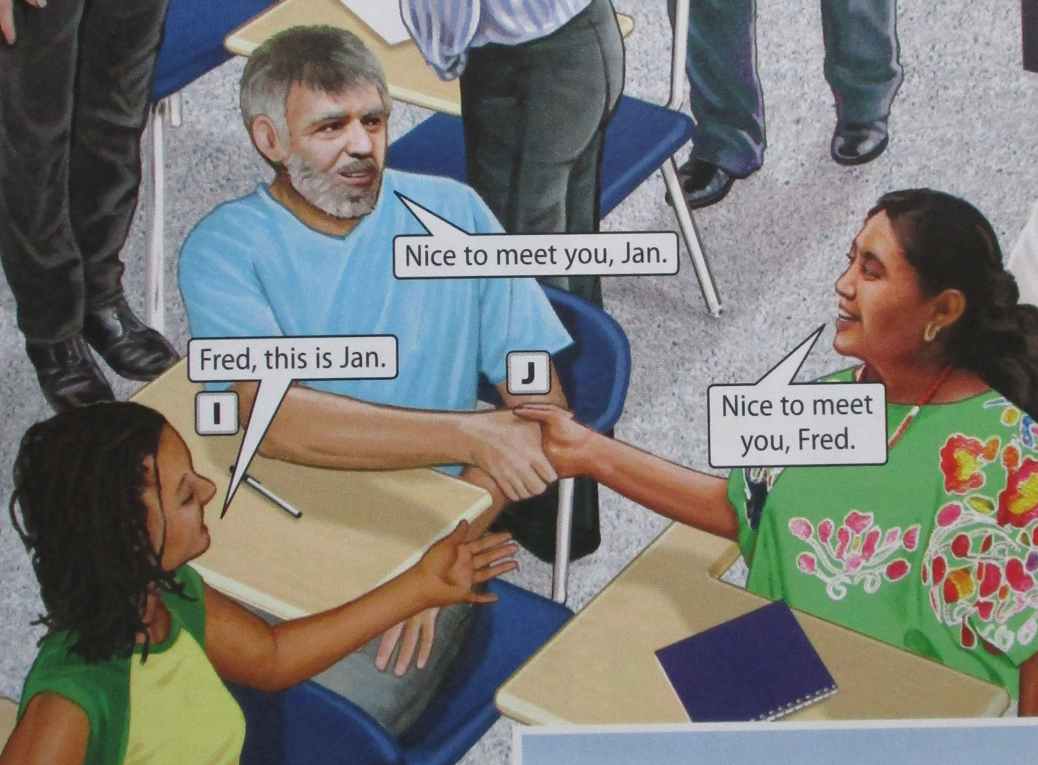 Nice to meet you, Jan.
Fred, this is Jan.
I
J
Nice to meet
you, Fred.